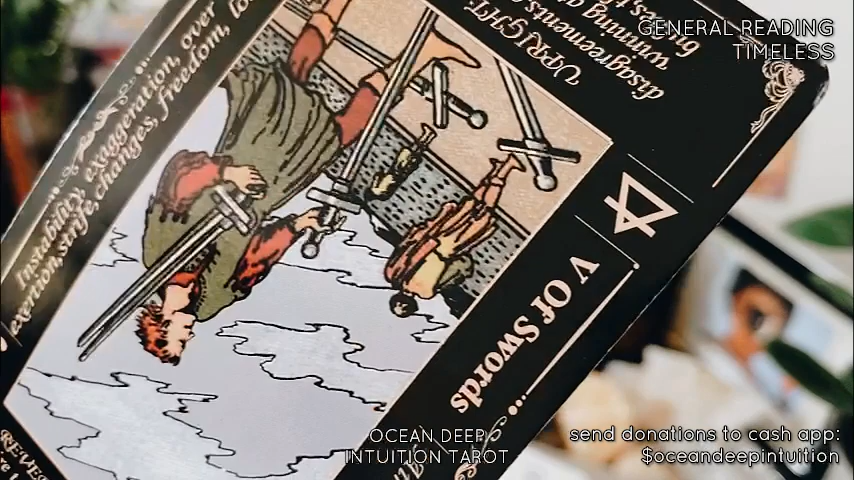 GENERAL READING
TIMELESS
UPRIGHT:
disagreements
winning
Instability, exaggeration, over
exertion, strife, changes, freedom,
V Of Swords
OCEAN DEEP
INTUITION TAROT
send donations to cash app:
$oceandeepintuition